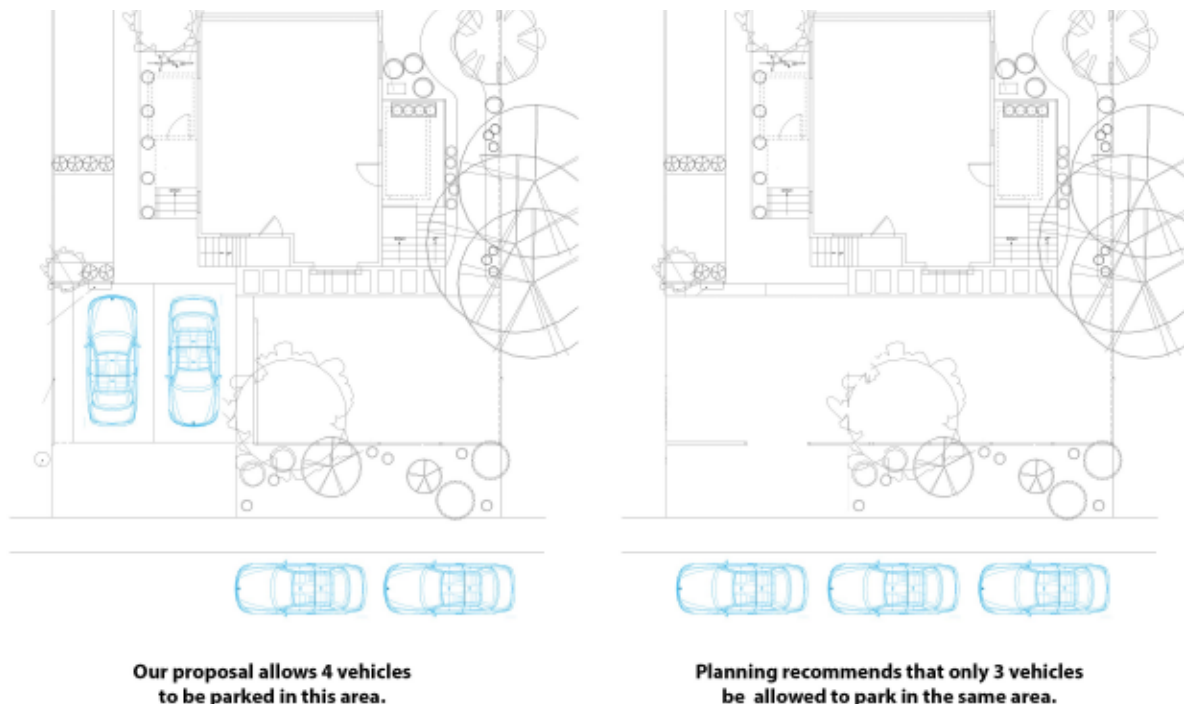 Our proposal allows 4 vehicles
to be parked in this area.
Planning recommends that only 3 vehicles
be allowed to park in the same area.